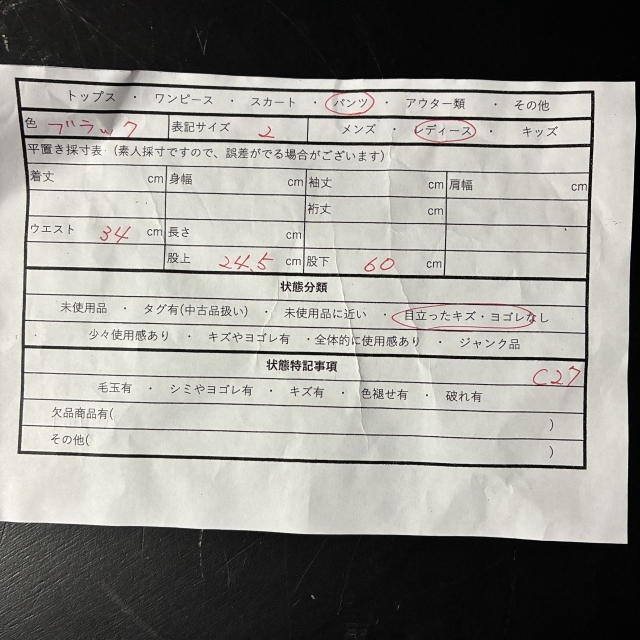 トップス ・ ワンピース ・ スカート ・ パンツ ・ アウター類 ・ その他
色 ブラック 表記サイズ 2 メンズ ・ レディース ・ キッズ
平置き採寸表（素人採寸ですので、誤差がでる場合がございます）
着丈 cm 身幅 cm 袖丈 cm 肩幅 cm
裄丈 cm
ウエスト 34 cm 長さ cm
股上 24.5 cm 股下 60 cm
状態分類
未使用品 ・ タグ有(中古品扱い) ・ 未使用品に近い ・ 目立ったキズ・ヨゴレなし
・ 少々使用感あり ・ キズやヨゴレ有 ・全体的に使用感あり ・ ジャンク品
状態特記事項
C27
毛玉有 ・ シミやヨゴレ有 ・ キズ有 ・ 色褪せ有 ・ 破れ有
欠品商品有( )
その他( )